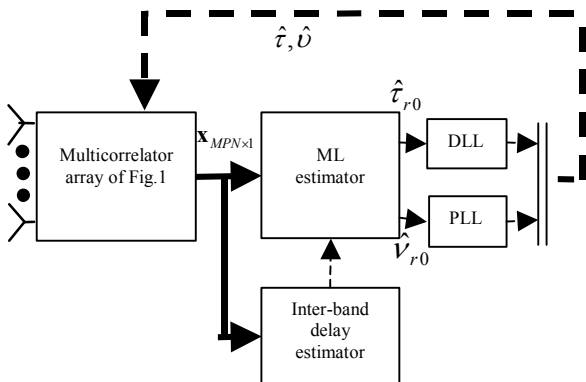 τ̂, υ̂
τ̂_{r0}
𝐱_{MPN×1}
Multicorrelator
array of Fig.1
ML
estimator
DLL
PLL
ν̂_{r0}
Inter-band
delay
estimator